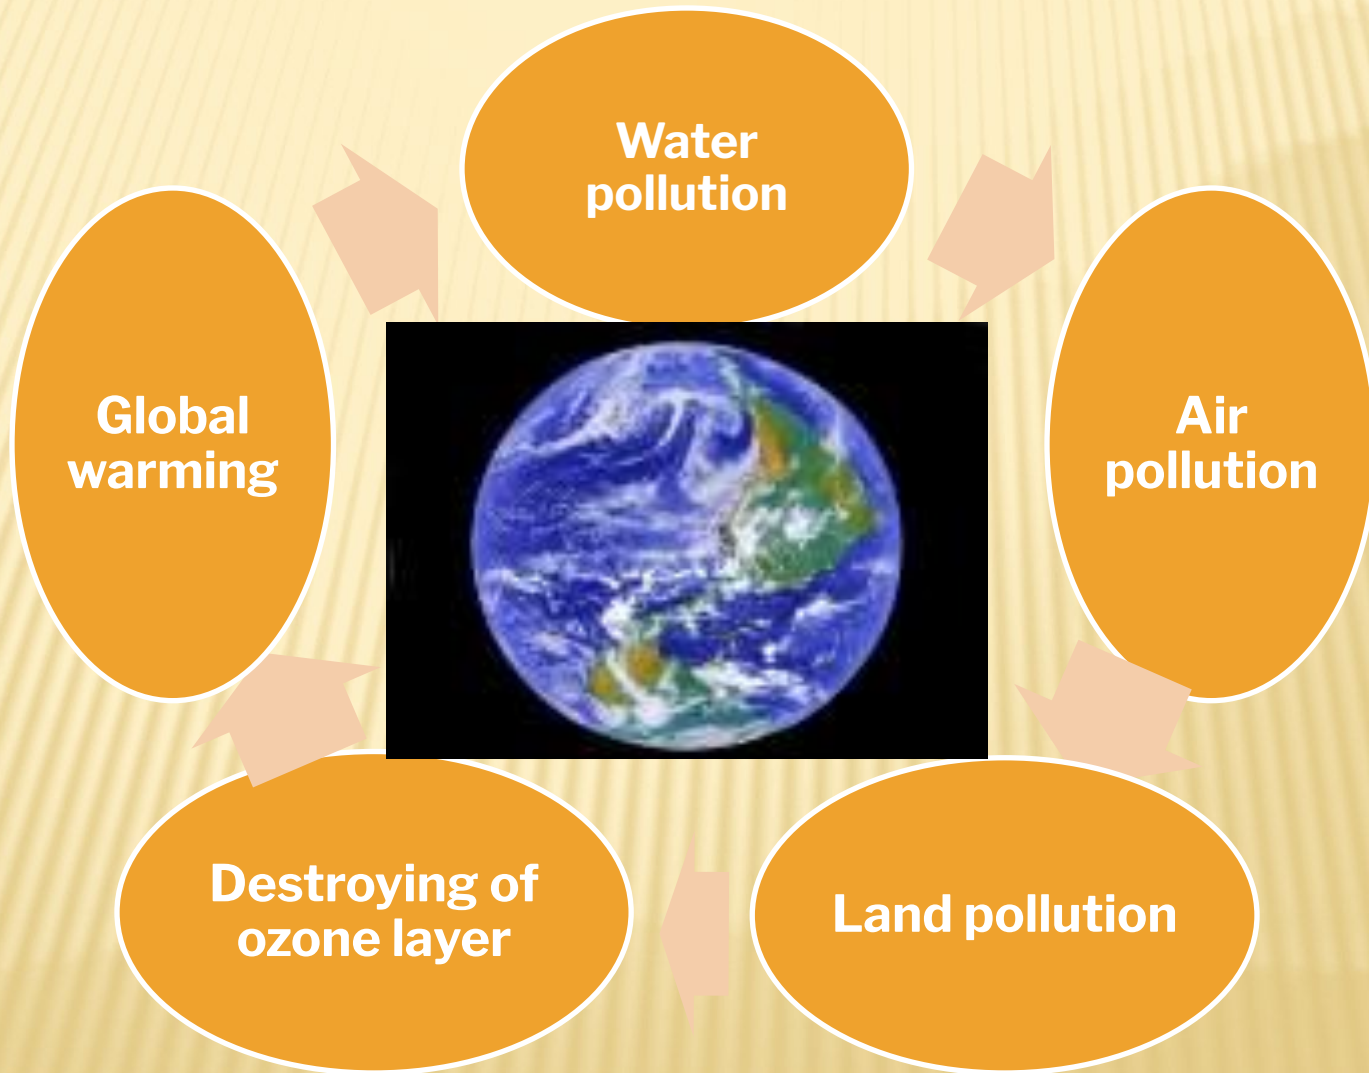 Water
pollution
Air
pollution
Land pollution
Destroying of
ozone layer
Global
warming